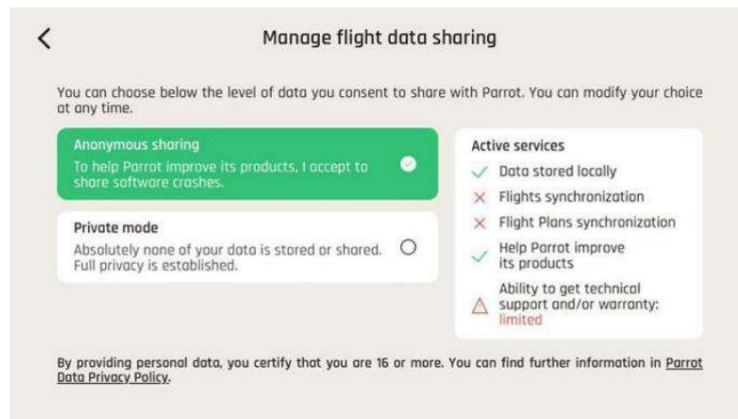 Manage flight data sharing
You can choose below the level of data you consent to share with Parrot. You can modify your choice
at any time.
Anonymous sharing
To help Parrot improve its products, I accept to
share software crashes.
Private mode
Absolutely none of your data is stored or shared.
Full privacy is established.
Active services
Data stored locally
Flights synchronization
Flight Plans synchronization
Help Parrot improve
its products
Ability to get technical
support and/or warranty:
limited
By providing personal data, you certify that you are 16 or more. You can find further information in Parrot
Data Privacy Policy.